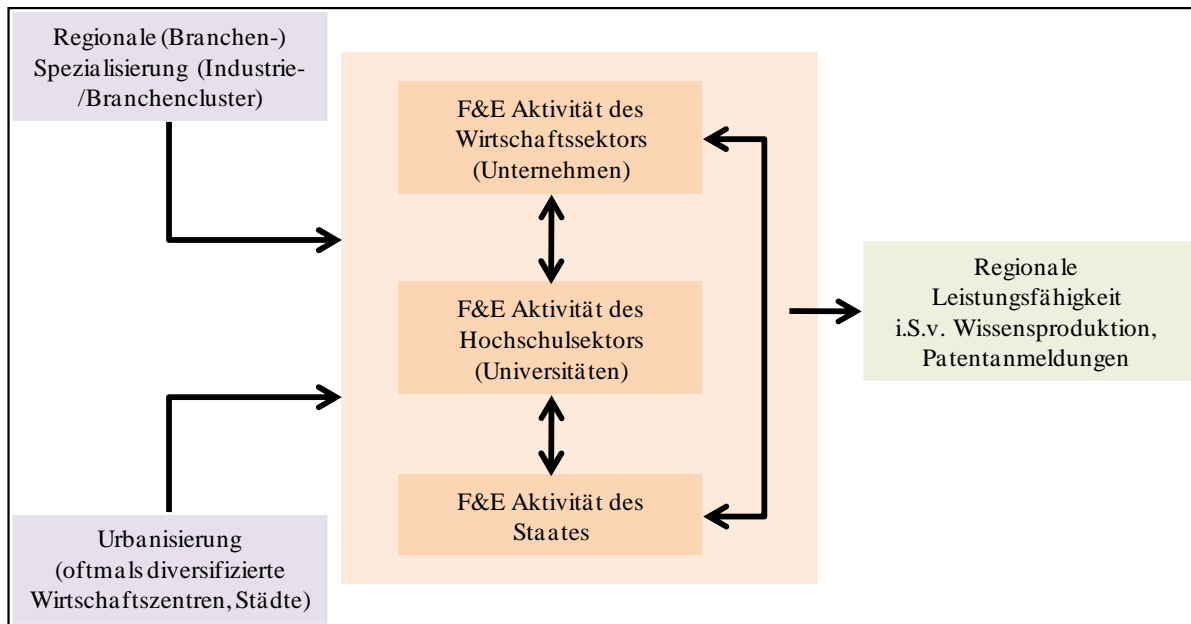 Regionale (Branchen-)
Spezialisierung (Industrie-
/Branchencluster)
F&E Aktivität des
Wirtschaftssektors
(Unternehmen)
F&E Aktivität des
Hochschulsektors
(Universitäten)
F&E Aktivität des
Staates
Urbanisierung
(oftmals diversifizierte
Wirtschaftszentren, Städte)
Regionale
Leistungsfähigkeit
i.S.v. Wissensproduktion,
Patentanmeldungen